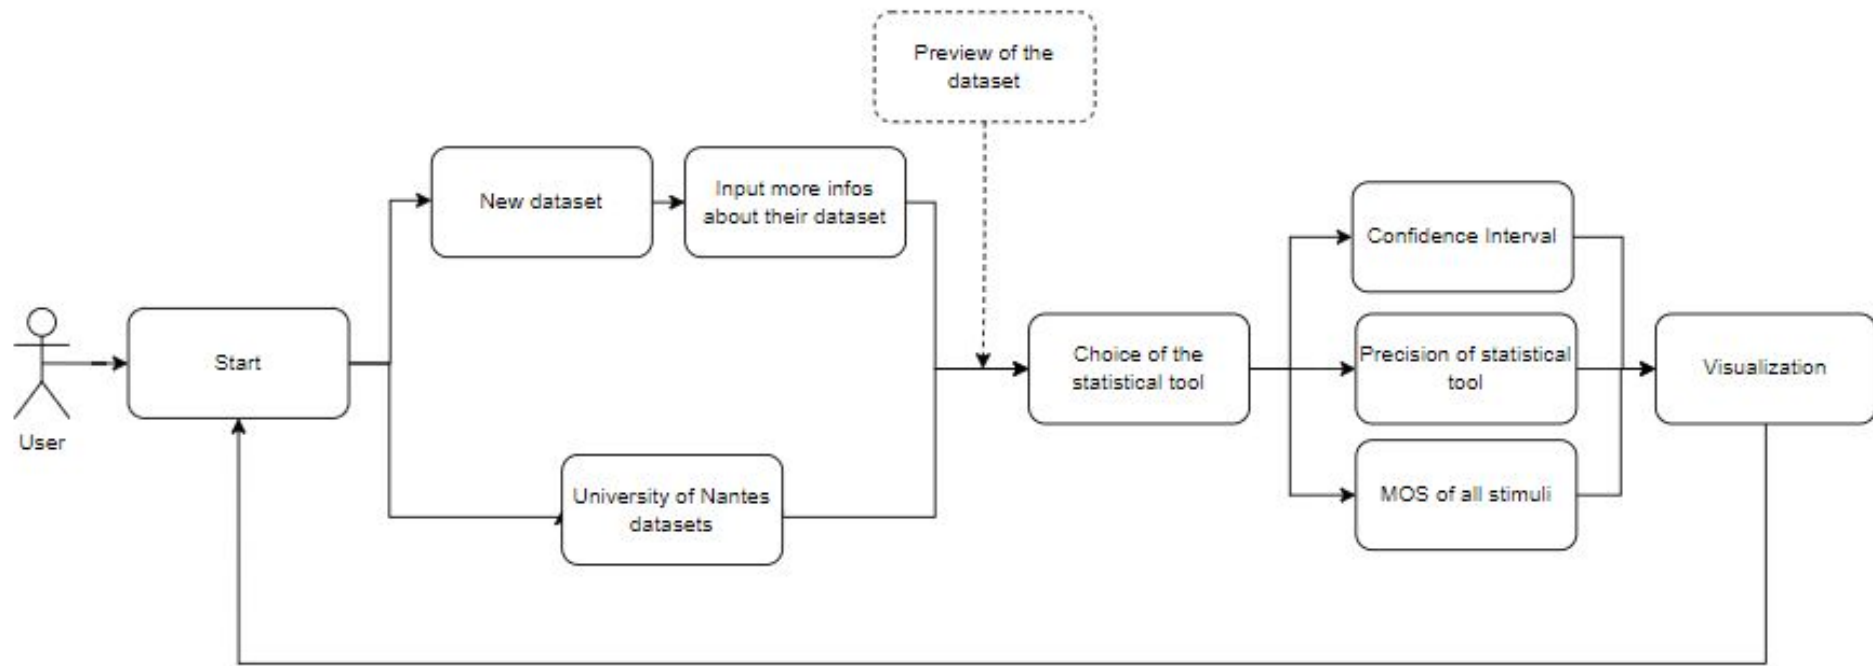 Preview of the
dataset
New dataset
Input more infos
about their dataset
Confidence Interval
User
Start
Choice of the
statistical tool
Precision of statistical
tool
Visualization
University of Nantes
datasets
MOS of all stimuli